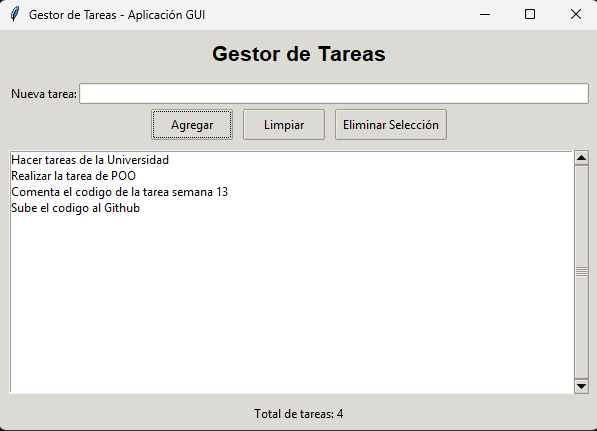 Gestor de Tareas - Aplicación GUI
Gestor de Tareas
Nueva tarea:
Agregar Limpiar Eliminar Selección
Hacer tareas de la Universidad
Realizar la tarea de POO
Comenta el codigo de la tarea semana 13
Sube el codigo al Github
Total de tareas: 4